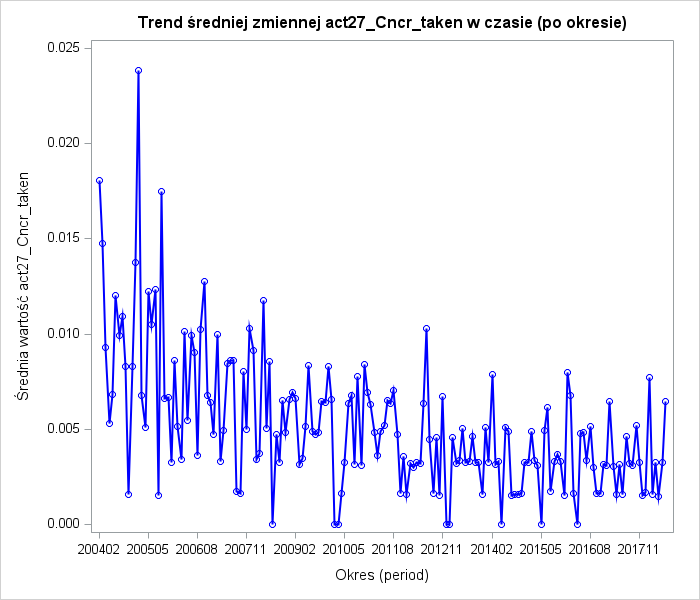 Trend średniej zmiennej act27_Cncr_taken w czasie (po okresie)
Średnia wartość act27_Cncr_taken
0.025
0.020
0.015
0.010
0.005
0.000
200402 200505 200608 200711 200902 201005 201108 201211 201402 201505 201608 201711
Okres (period)